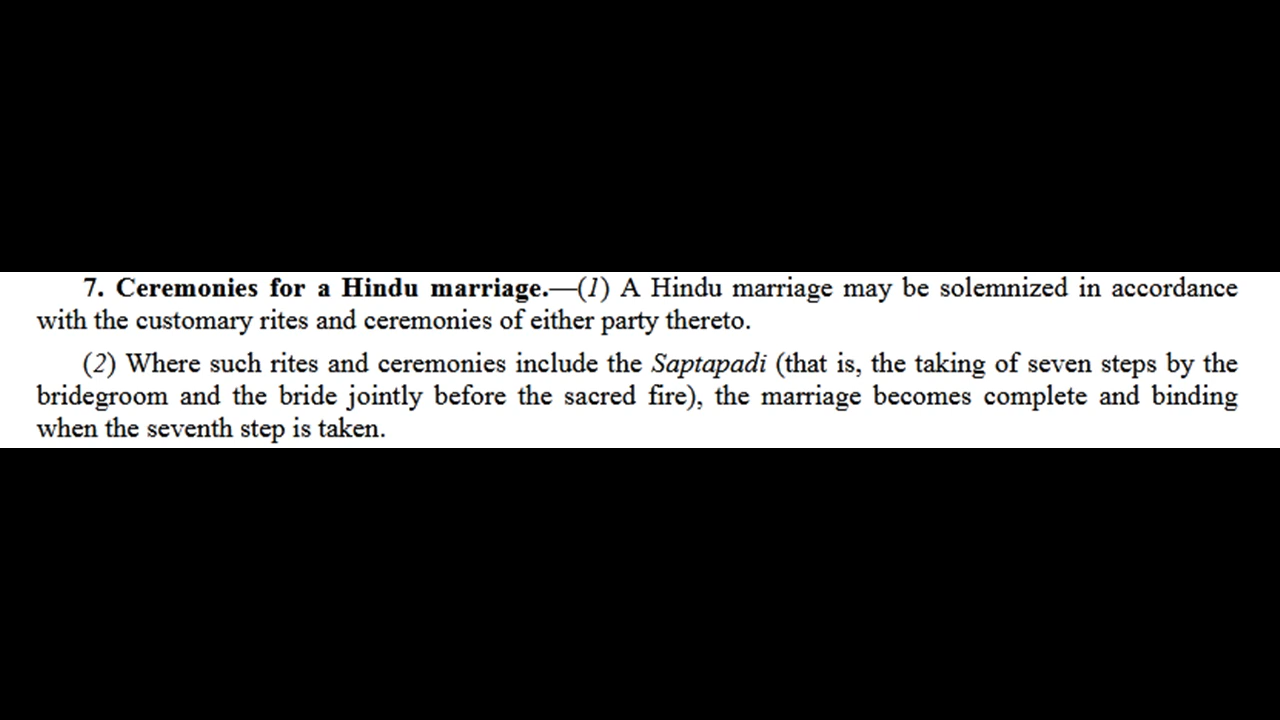 7. Ceremonies for a Hindu marriage.—(1) A Hindu marriage may be solemnized in accordance
with the customary rites and ceremonies of either party thereto.
(2) Where such rites and ceremonies include the Saptapadi (that is, the taking of seven steps by the
bridegroom and the bride jointly before the sacred fire), the marriage becomes complete and binding
when the seventh step is taken.